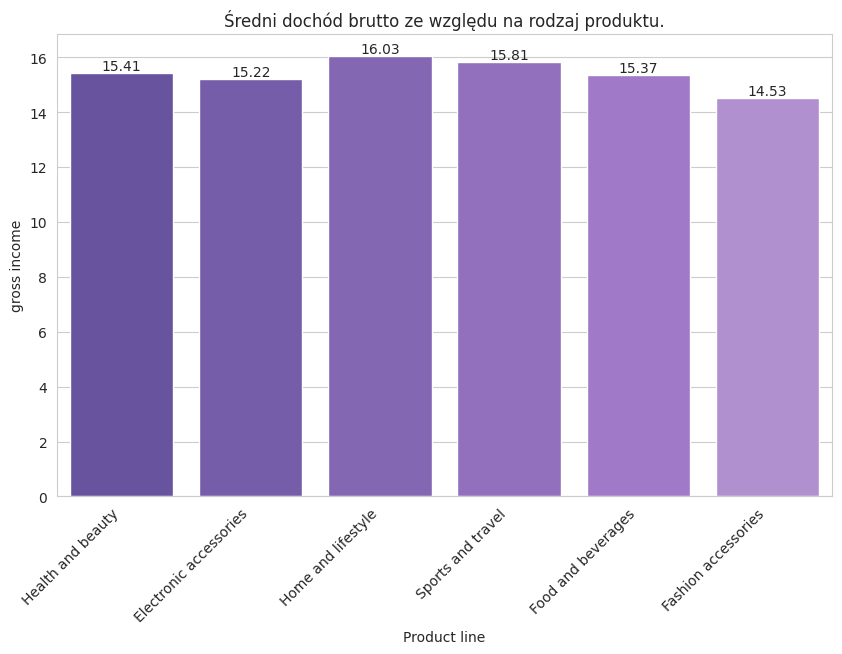 Średni dochód brutto ze względu na rodzaj produktu.
gross income
16
14
12
10
8
6
4
2
0
15.41
15.22
16.03
15.81
15.37
14.53
Health and beauty
Electronic accessories
Home and lifestyle
Sports and travel
Food and beverages
Fashion accessories
Product line